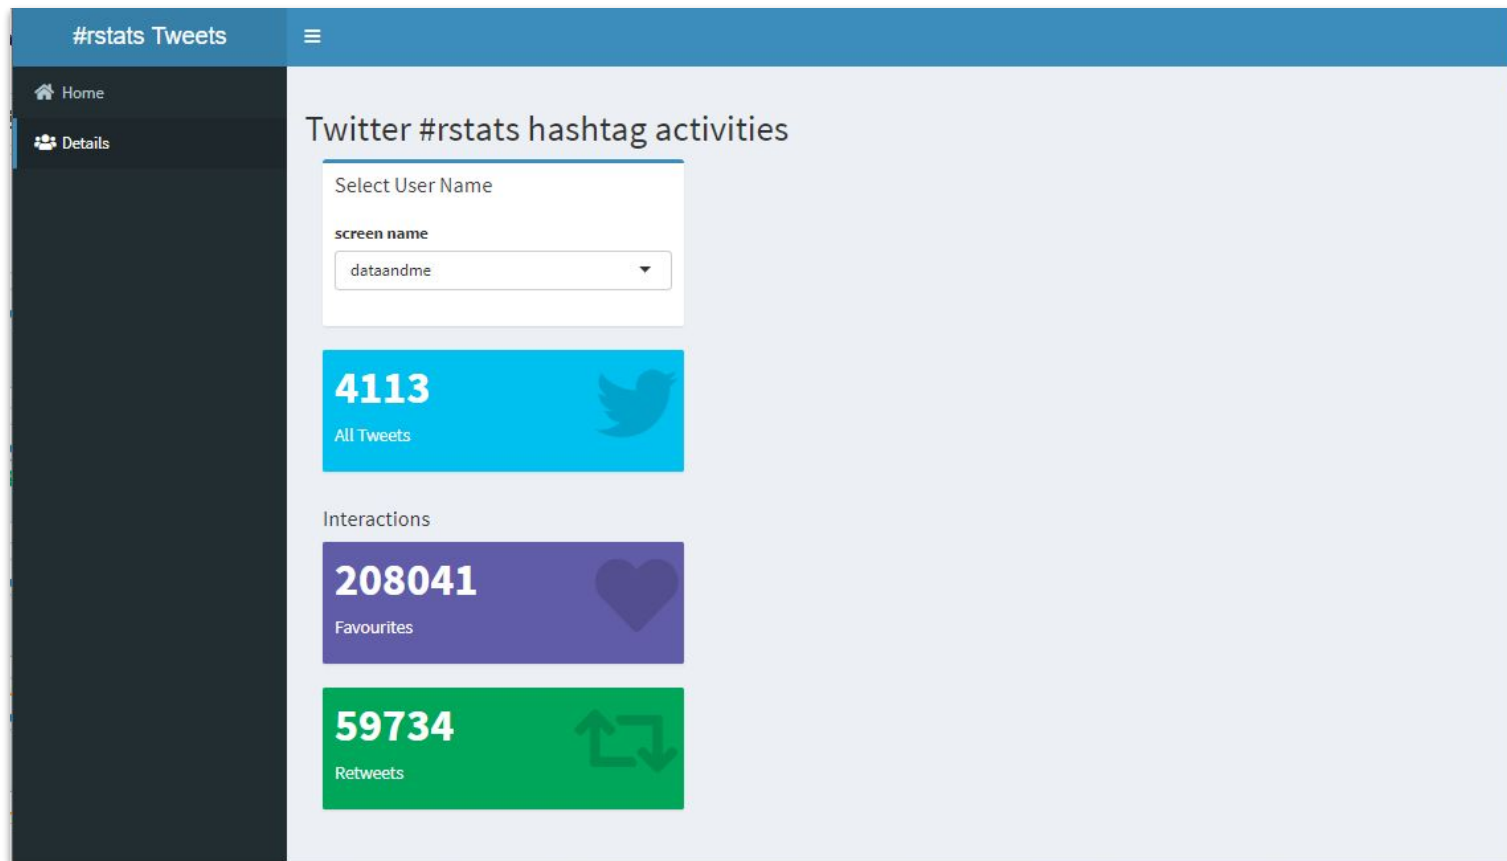 #rstats Tweets
Home
Details
Twitter #rstats hashtag activities
Select User Name
screen name
dataandme
4113
All Tweets
Interactions
208041
Favourites
59734
Retweets